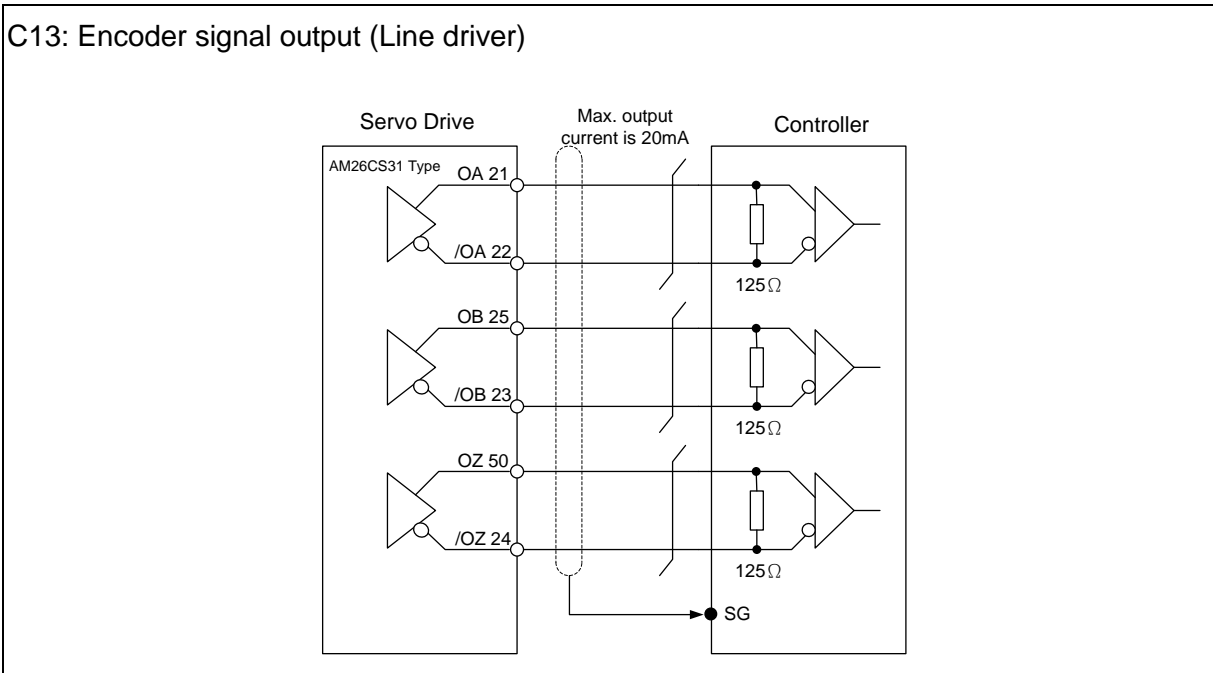 C13: Encoder signal output (Line driver)
Servo Drive
Max. output
current is 20mA
Controller
AM26CS31 Type
OA 21
/OA 22
125Ω
OB 25
/OB 23
125Ω
OZ 50
/OZ 24
125Ω
SG